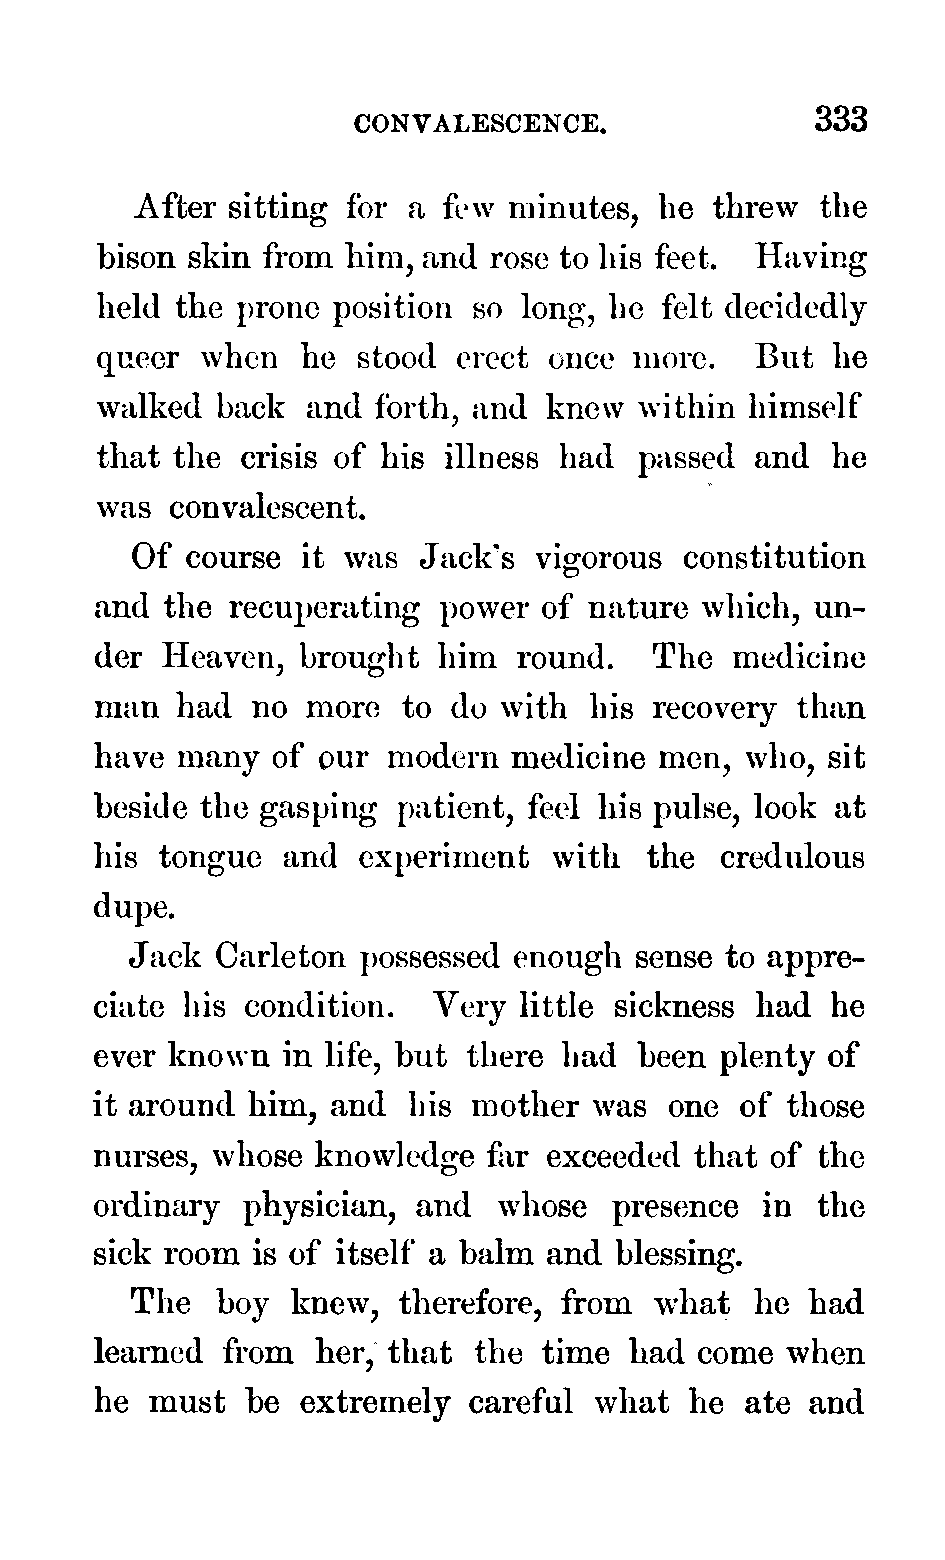 CONVALESCENCE. 333
After sitting for a few minutes, he threw the
bison skin from him, and rose to his feet. Having
held the prone position so long, he felt decidedly
queer when he stood erect once more. But he
walked back and forth, and knew within himself
that the crisis of his illness had passed and he
was convalescent.
Of course it was Jack's vigorous constitution
and the recuperating power of nature which, un-
der Heaven, brought him round. The medicine
man had no more to do with his recovery than
have many of our modern medicine men, who, sit
beside the gasping patient, feel his pulse, look at
his tongue and experiment with the credulous
dupe.
Jack Carleton possessed enough sense to appre-
ciate his condition. Very little sickness had he
ever known in life, but there had been plenty of
it around him, and his mother was one of those
nurses, whose knowledge far exceeded that of the
ordinary physician, and whose presence in the
sick room is of itself a balm and blessing.
The boy knew, therefore, from what he had
learned from her, that the time had come when
he must be extremely careful what he ate and